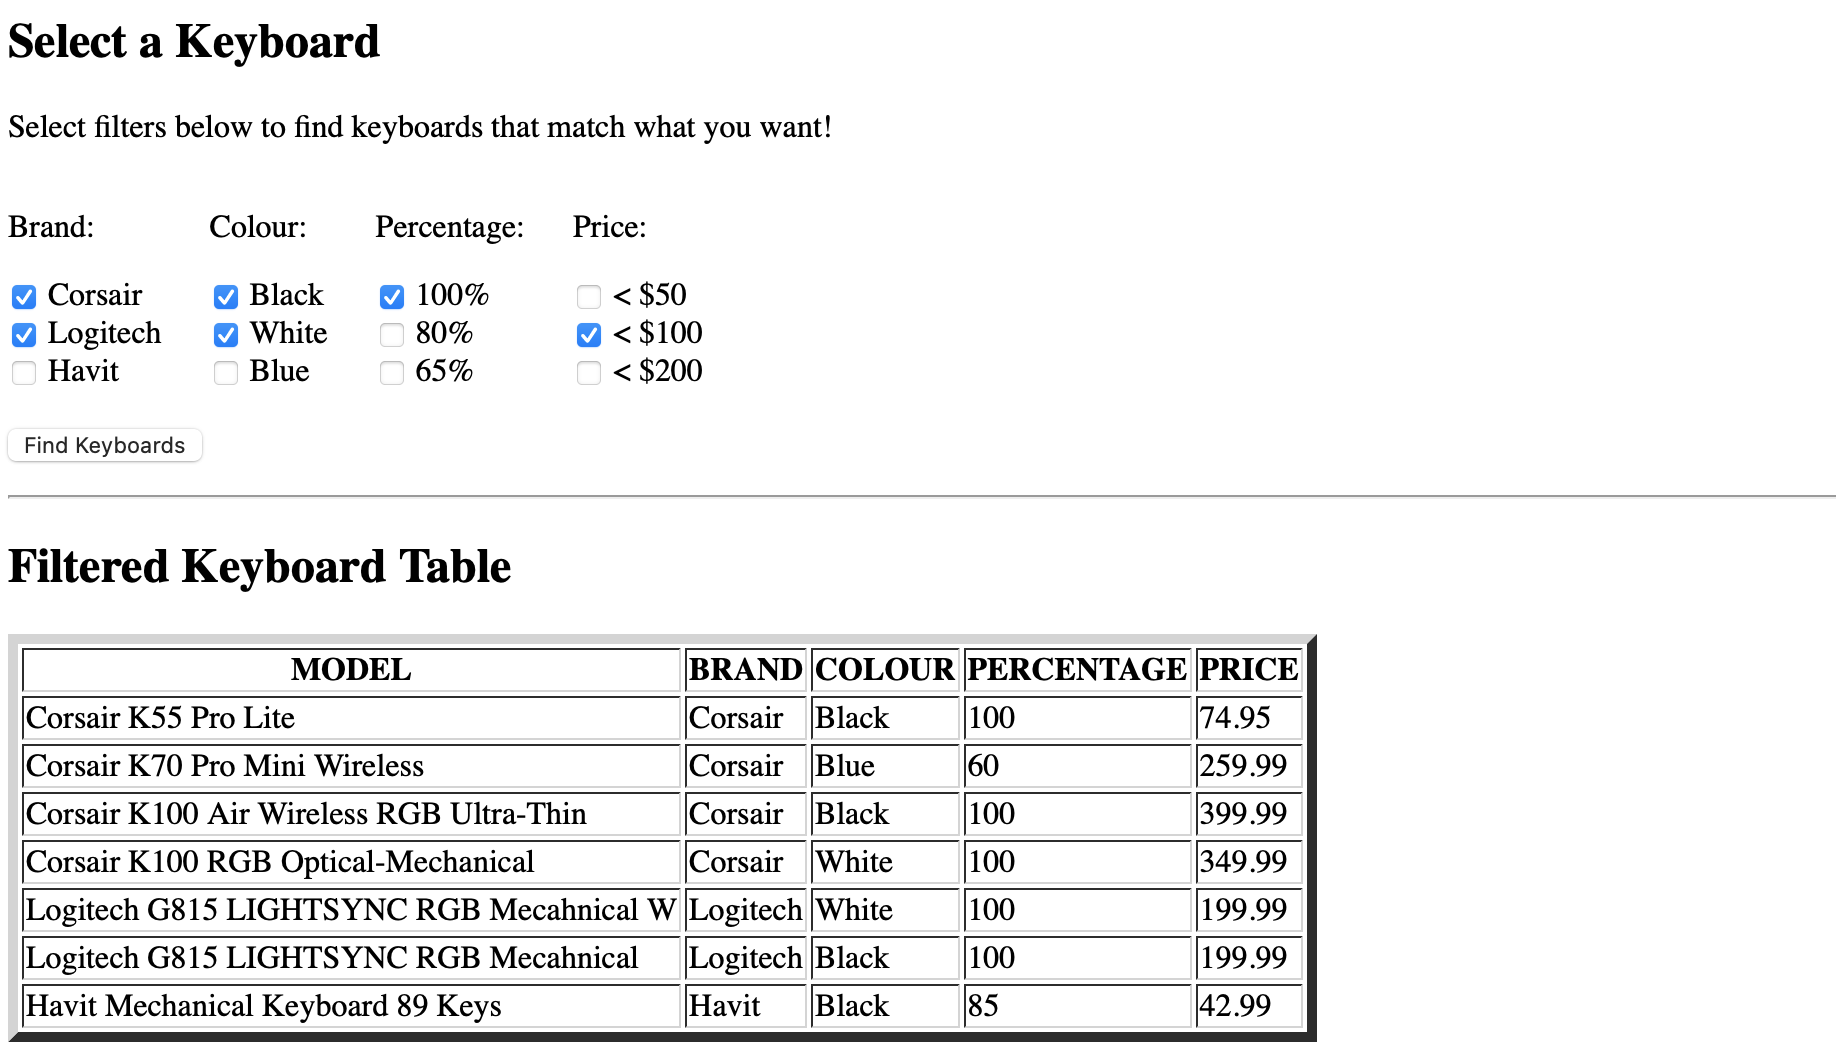 Select a Keyboard
Select filters below to find keyboards that match what you want!
Brand: Colour: Percentage: Price:
Corsair Black 100% < $50
Logitech White 80% < $100
Havit Blue 65% < $200
Find Keyboards
Filtered Keyboard Table
MODEL BRAND COLOUR PERCENTAGE PRICE
Corsair K55 Pro Lite Corsair Black 100 74.95
Corsair K70 Pro Mini Wireless Corsair Blue 60 259.99
Corsair K100 Air Wireless RGB Ultra-Thin Corsair Black 100 399.99
Corsair K100 RGB Optical-Mechanical Corsair White 100 349.99
Logitech G815 LIGHTSYNC RGB Mecahnical W Logitech White 100 199.99
Logitech G815 LIGHTSYNC RGB Mecahnical Logitech Black 100 199.99
Havit Mechanical Keyboard 89 Keys Havit Black 85 42.99